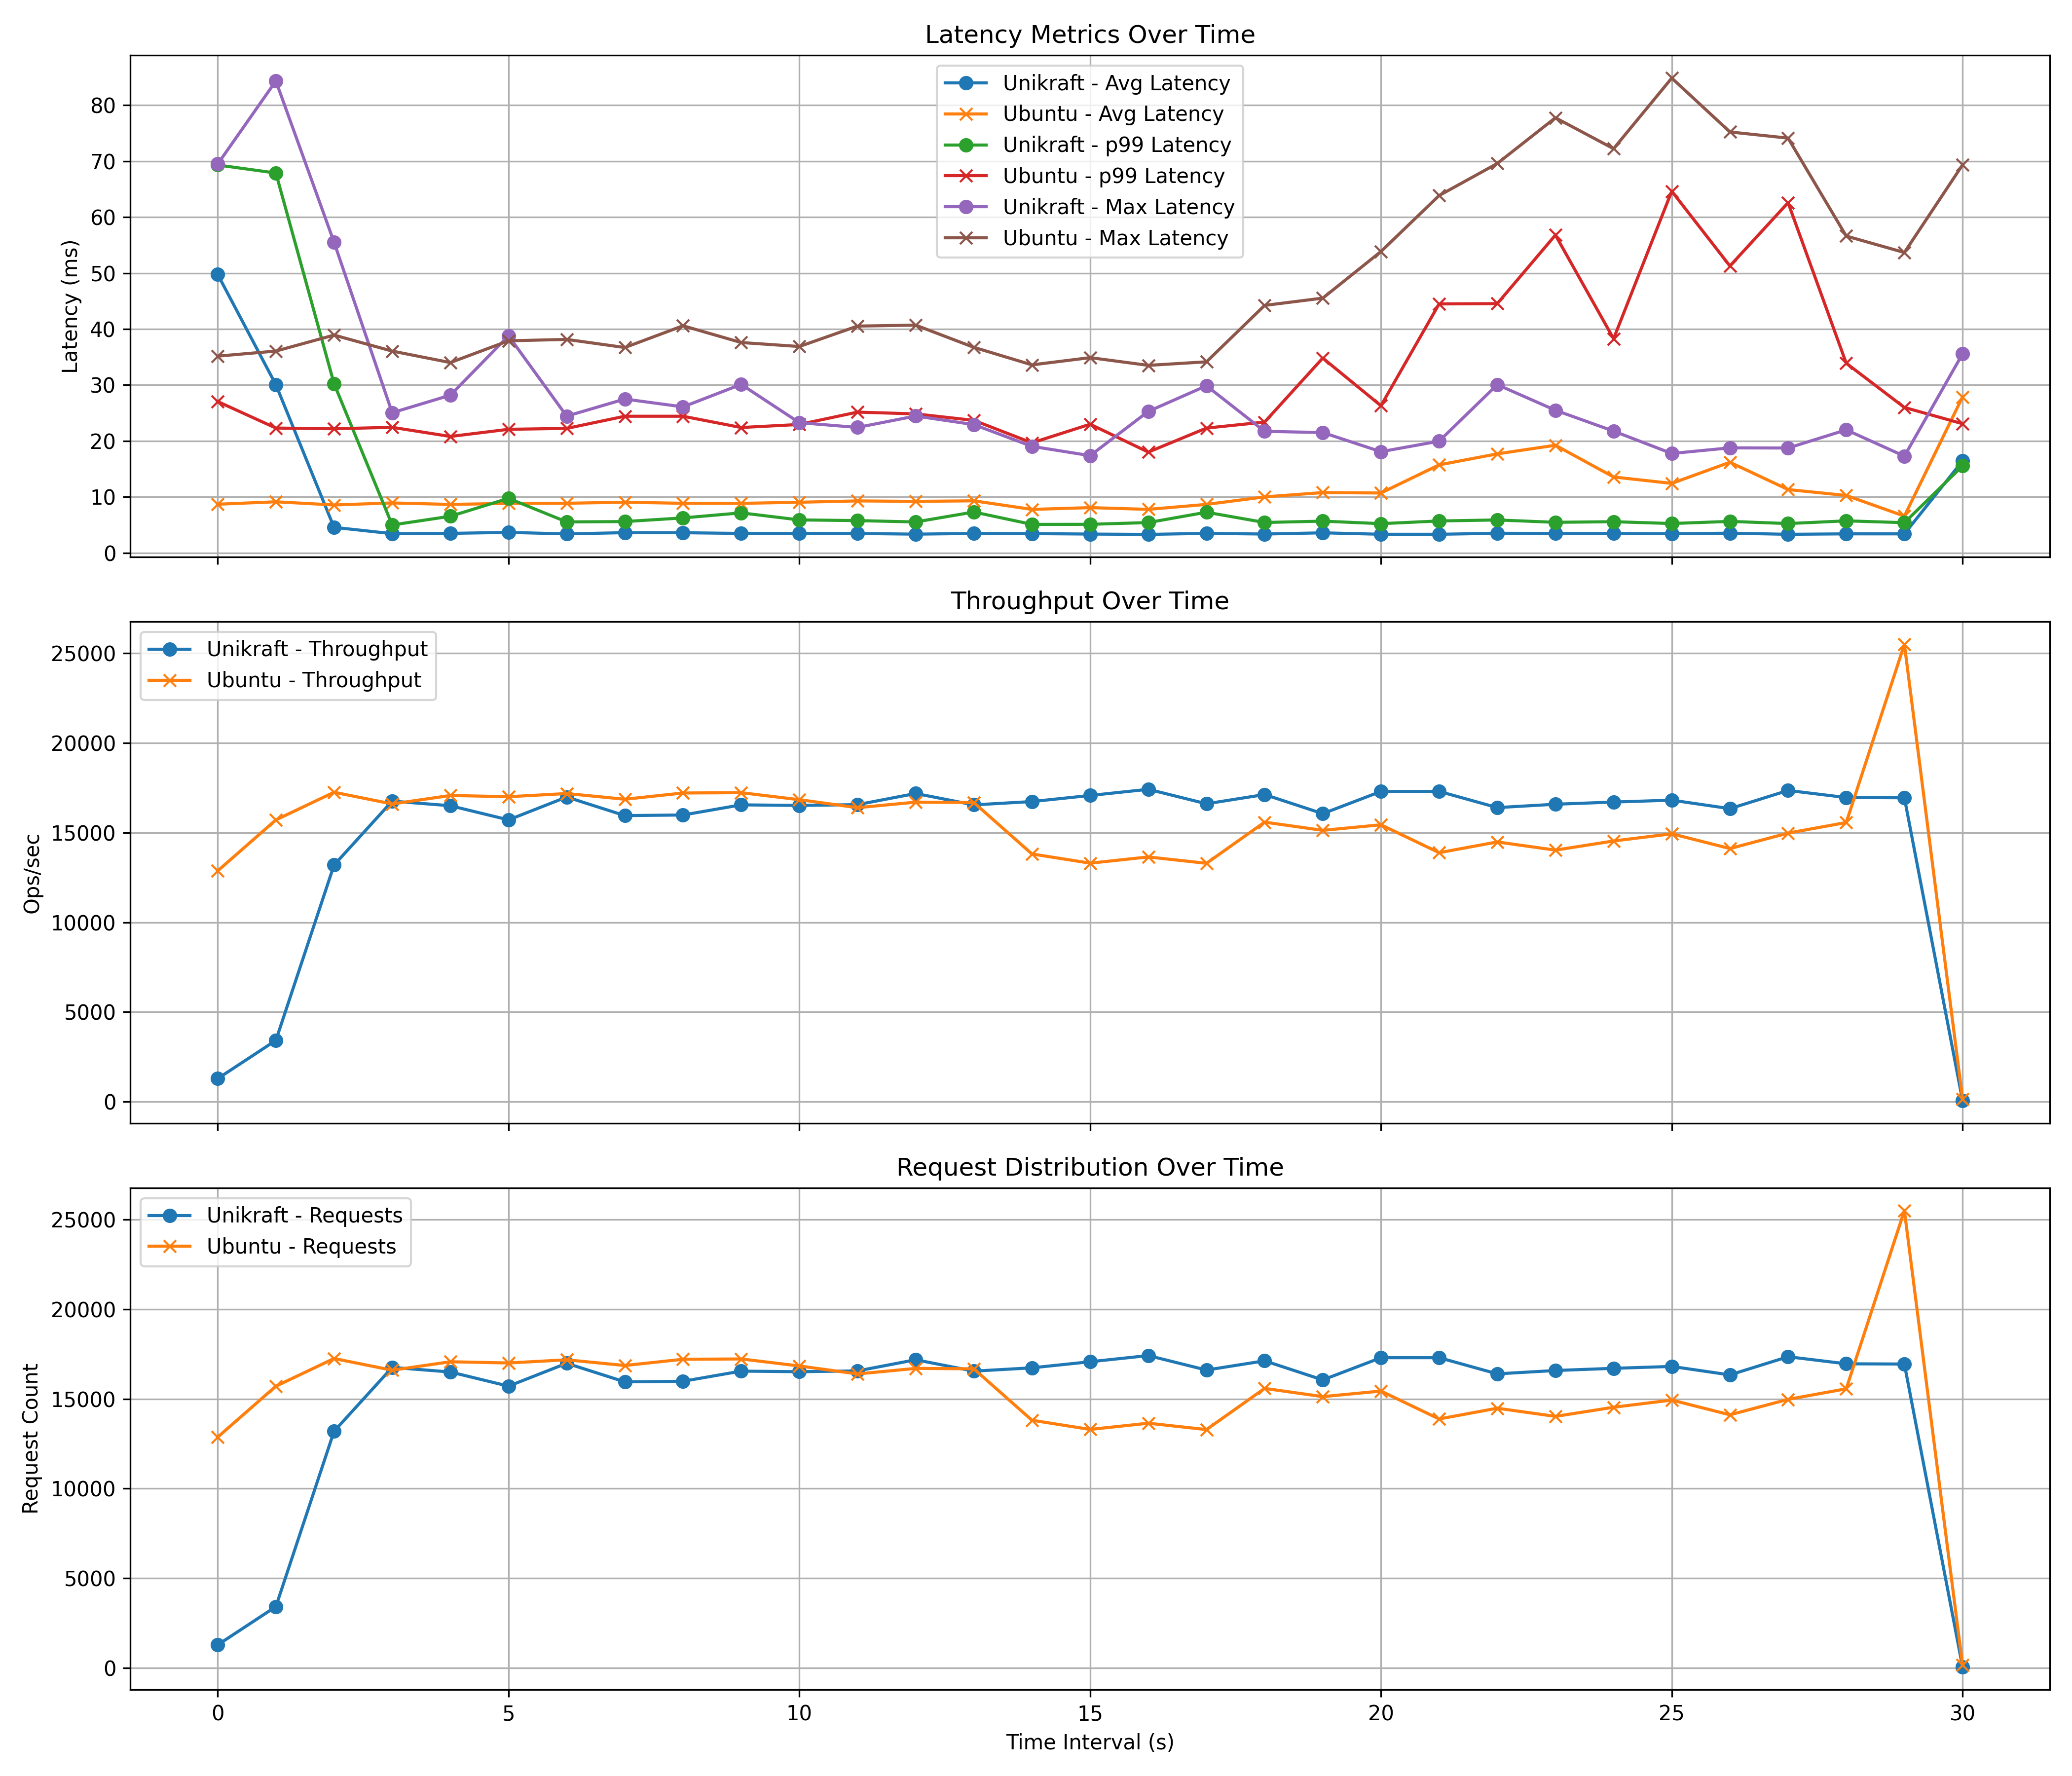 Latency Metrics Over Time
Latency (ms)
80
70
60
50
40
30
20
10
0
Unikraft - Avg Latency
Ubuntu - Avg Latency
Unikraft - p99 Latency
Ubuntu - p99 Latency
Unikraft - Max Latency
Ubuntu - Max Latency
Throughput Over Time
Ops/sec
25000
20000
15000
10000
5000
0
Unikraft - Throughput
Ubuntu - Throughput
Request Distribution Over Time
Request Count
25000
20000
15000
10000
5000
0
Unikraft - Requests
Ubuntu - Requests
0 5 10 15 20 25 30
Time Interval (s)